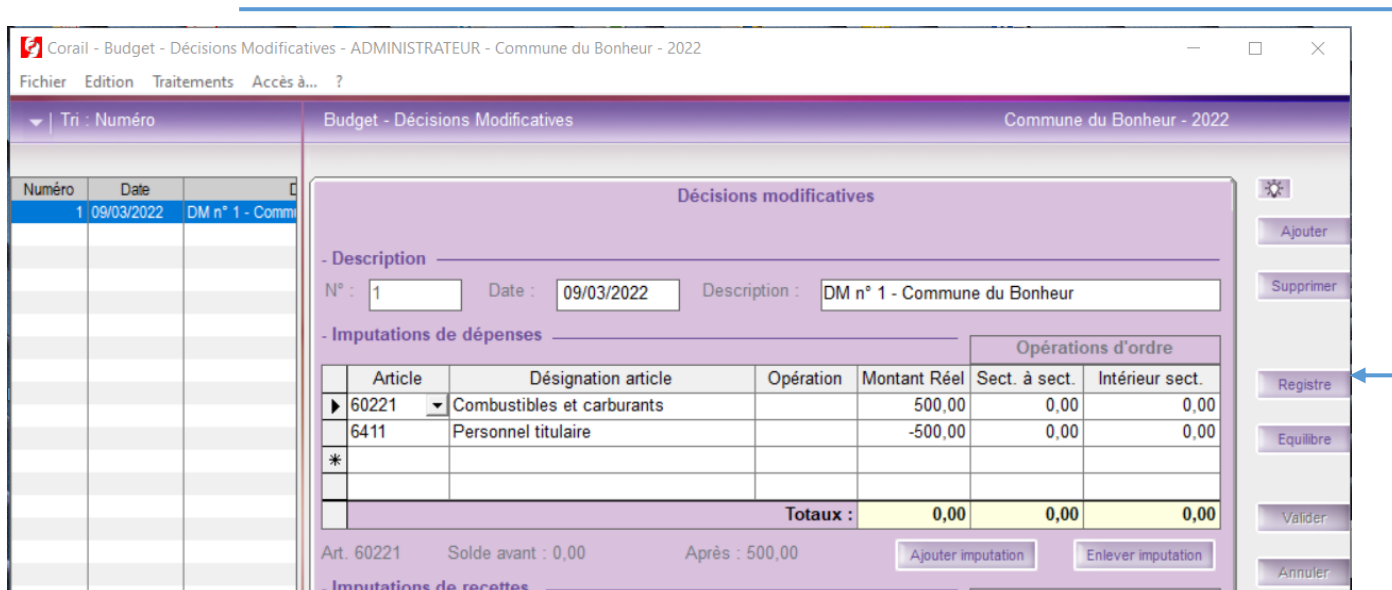 Corail - Budget - Décisions Modificatives - ADMINISTRATEUR - Commune du Bonheur - 2022
Fichier Edition Traitements Accès à... ?
Tri : Numéro
Budget - Décisions Modificatives Commune du Bonheur - 2022
Numéro Date
1 09/03/2022 DM n° 1 - Commu
Décisions modificatives
- Description
N° : 1 Date : 09/03/2022 Description : DM n° 1 - Commune du Bonheur
- Imputations de dépenses
Opérations d'ordre
Article Désignation article Opération Montant Réel Sect. à sect. Intérieur sect.
60221 Combustibles et carburants 500,00 0,00 0,00
6411 Personnel titulaire -500,00 0,00 0,00
Totaux : 0,00 0,00 0,00
Art. 60221 Solde avant : 0,00 Après : 500,00 Ajouter imputation Enlever imputation
- Imputations de recettes
Ajouter
Supprimer
Registre
Equilibre
Valider
Annuler